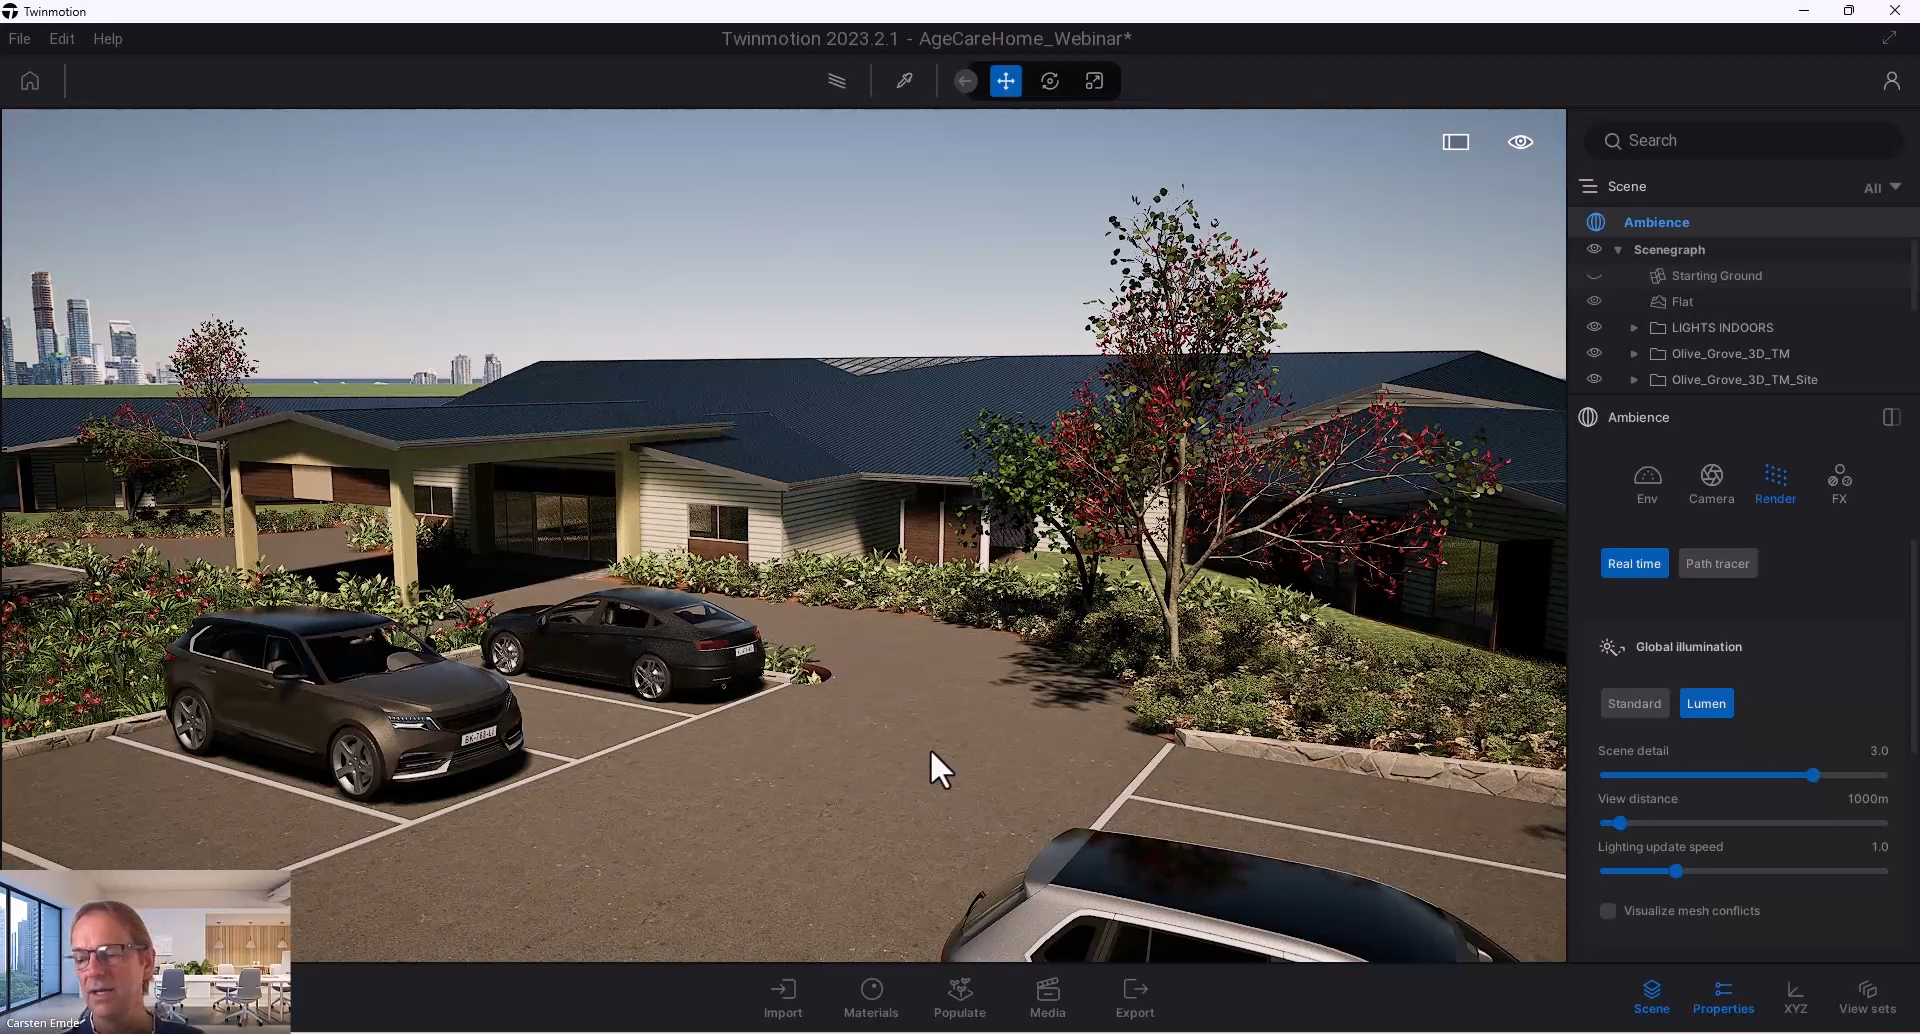 Twinmotion
File Edit Help
Twinmotion 2023.2.1 - AgeCareHome_Webinar*
Search
Scene
All
Ambience
Scenegraph
Starting Ground
Flat
LIGHTS INDOORS
Olive_Grove_3D_TM
Olive_Grove_3D_TM_Site
Ambience
Env Camera Render FX
Real time Path tracer
Global illumination
Standard Lumen
Scene detail 3.0
View distance 1000m
Lighting update speed 1.0
Visualize mesh conflicts
BK-768-LI
Carsten Emde
Import Materials Populate Media Export
Scene Properties XYZ View sets